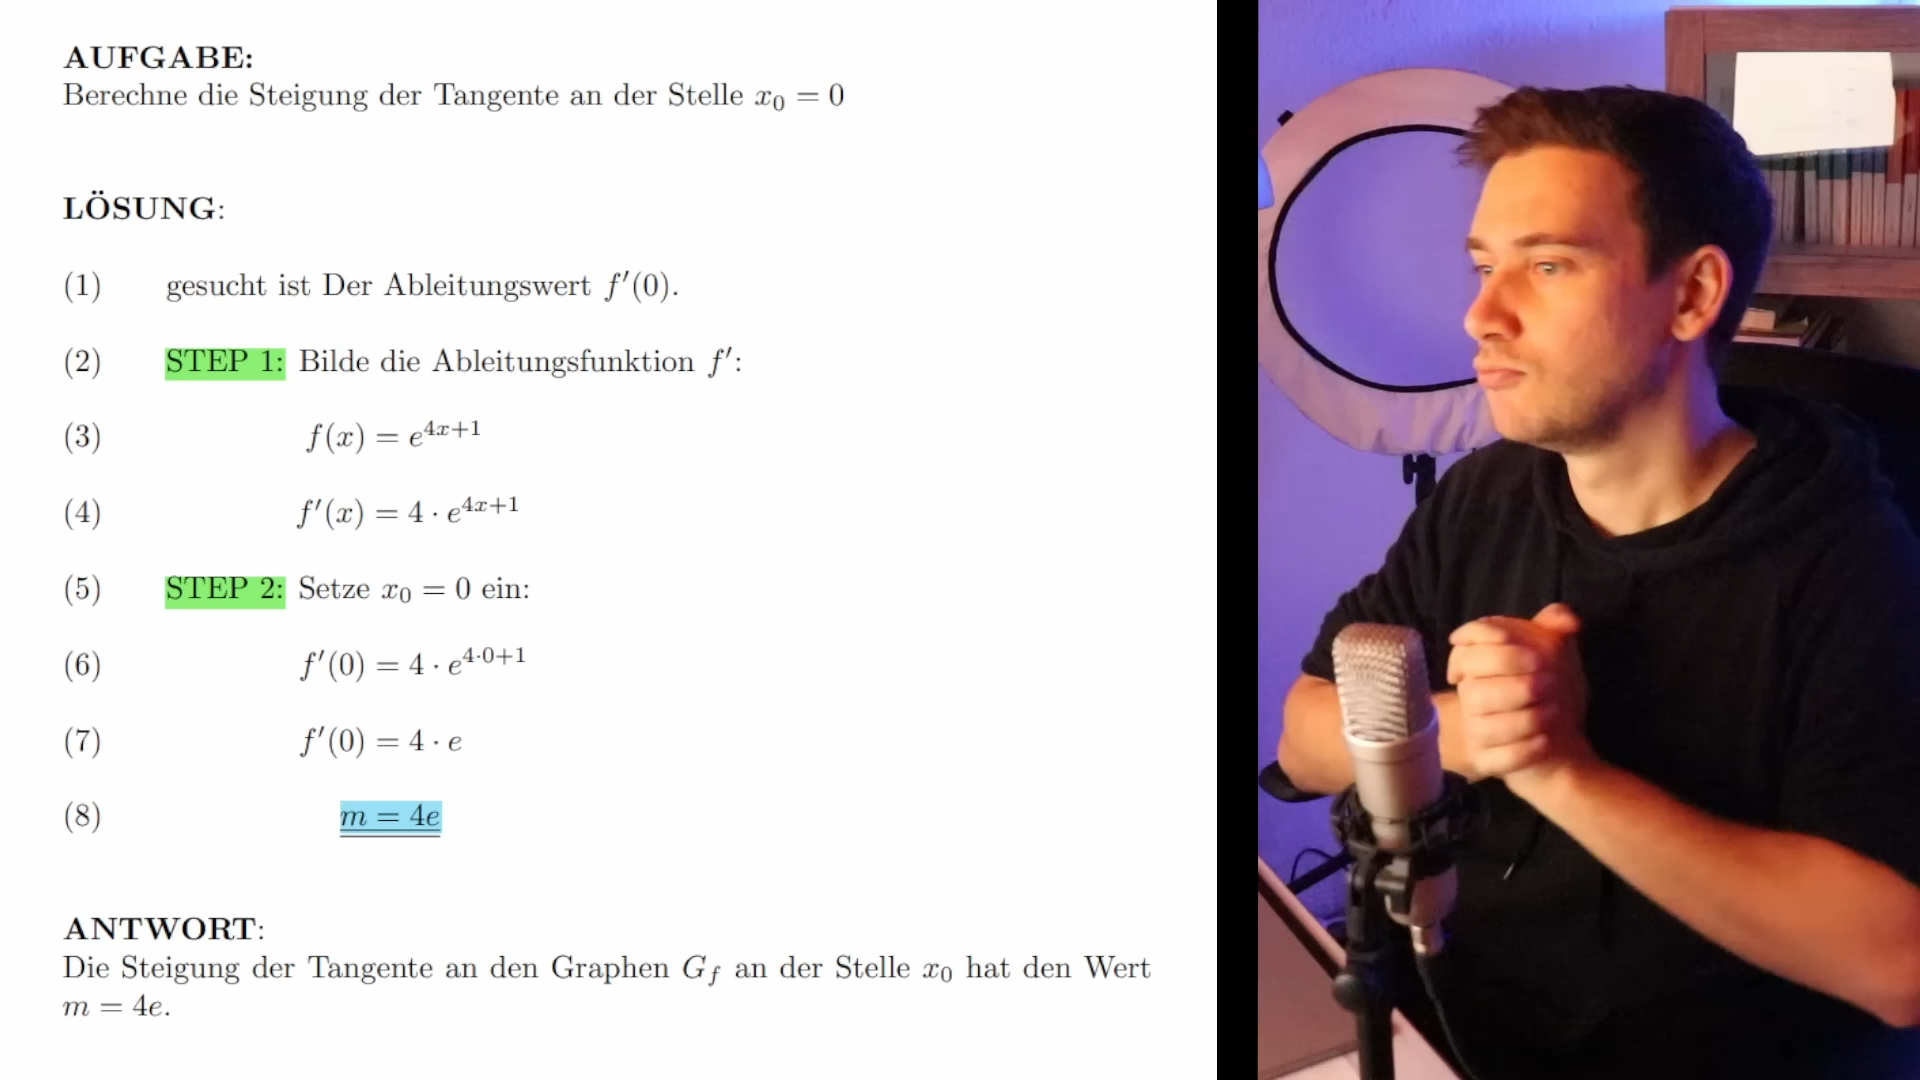 AUFGABE:
Berechne die Steigung der Tangente an der Stelle x₀ = 0
LÖSUNG:
(1) gesucht ist Der Ableitungswert f′(0).
(2) STEP 1: Bilde die Ableitungsfunktion f′:
(3) f(x) = e^{4x+1}
(4) f′(x) = 4 · e^{4x+1}
(5) STEP 2: Setze x₀ = 0 ein:
(6) f′(0) = 4 · e^{4·0+1}
(7) f′(0) = 4 · e
(8) m = 4e
ANTWORT:
Die Steigung der Tangente an den Graphen G_f an der Stelle x₀ hat den Wert
m = 4e.